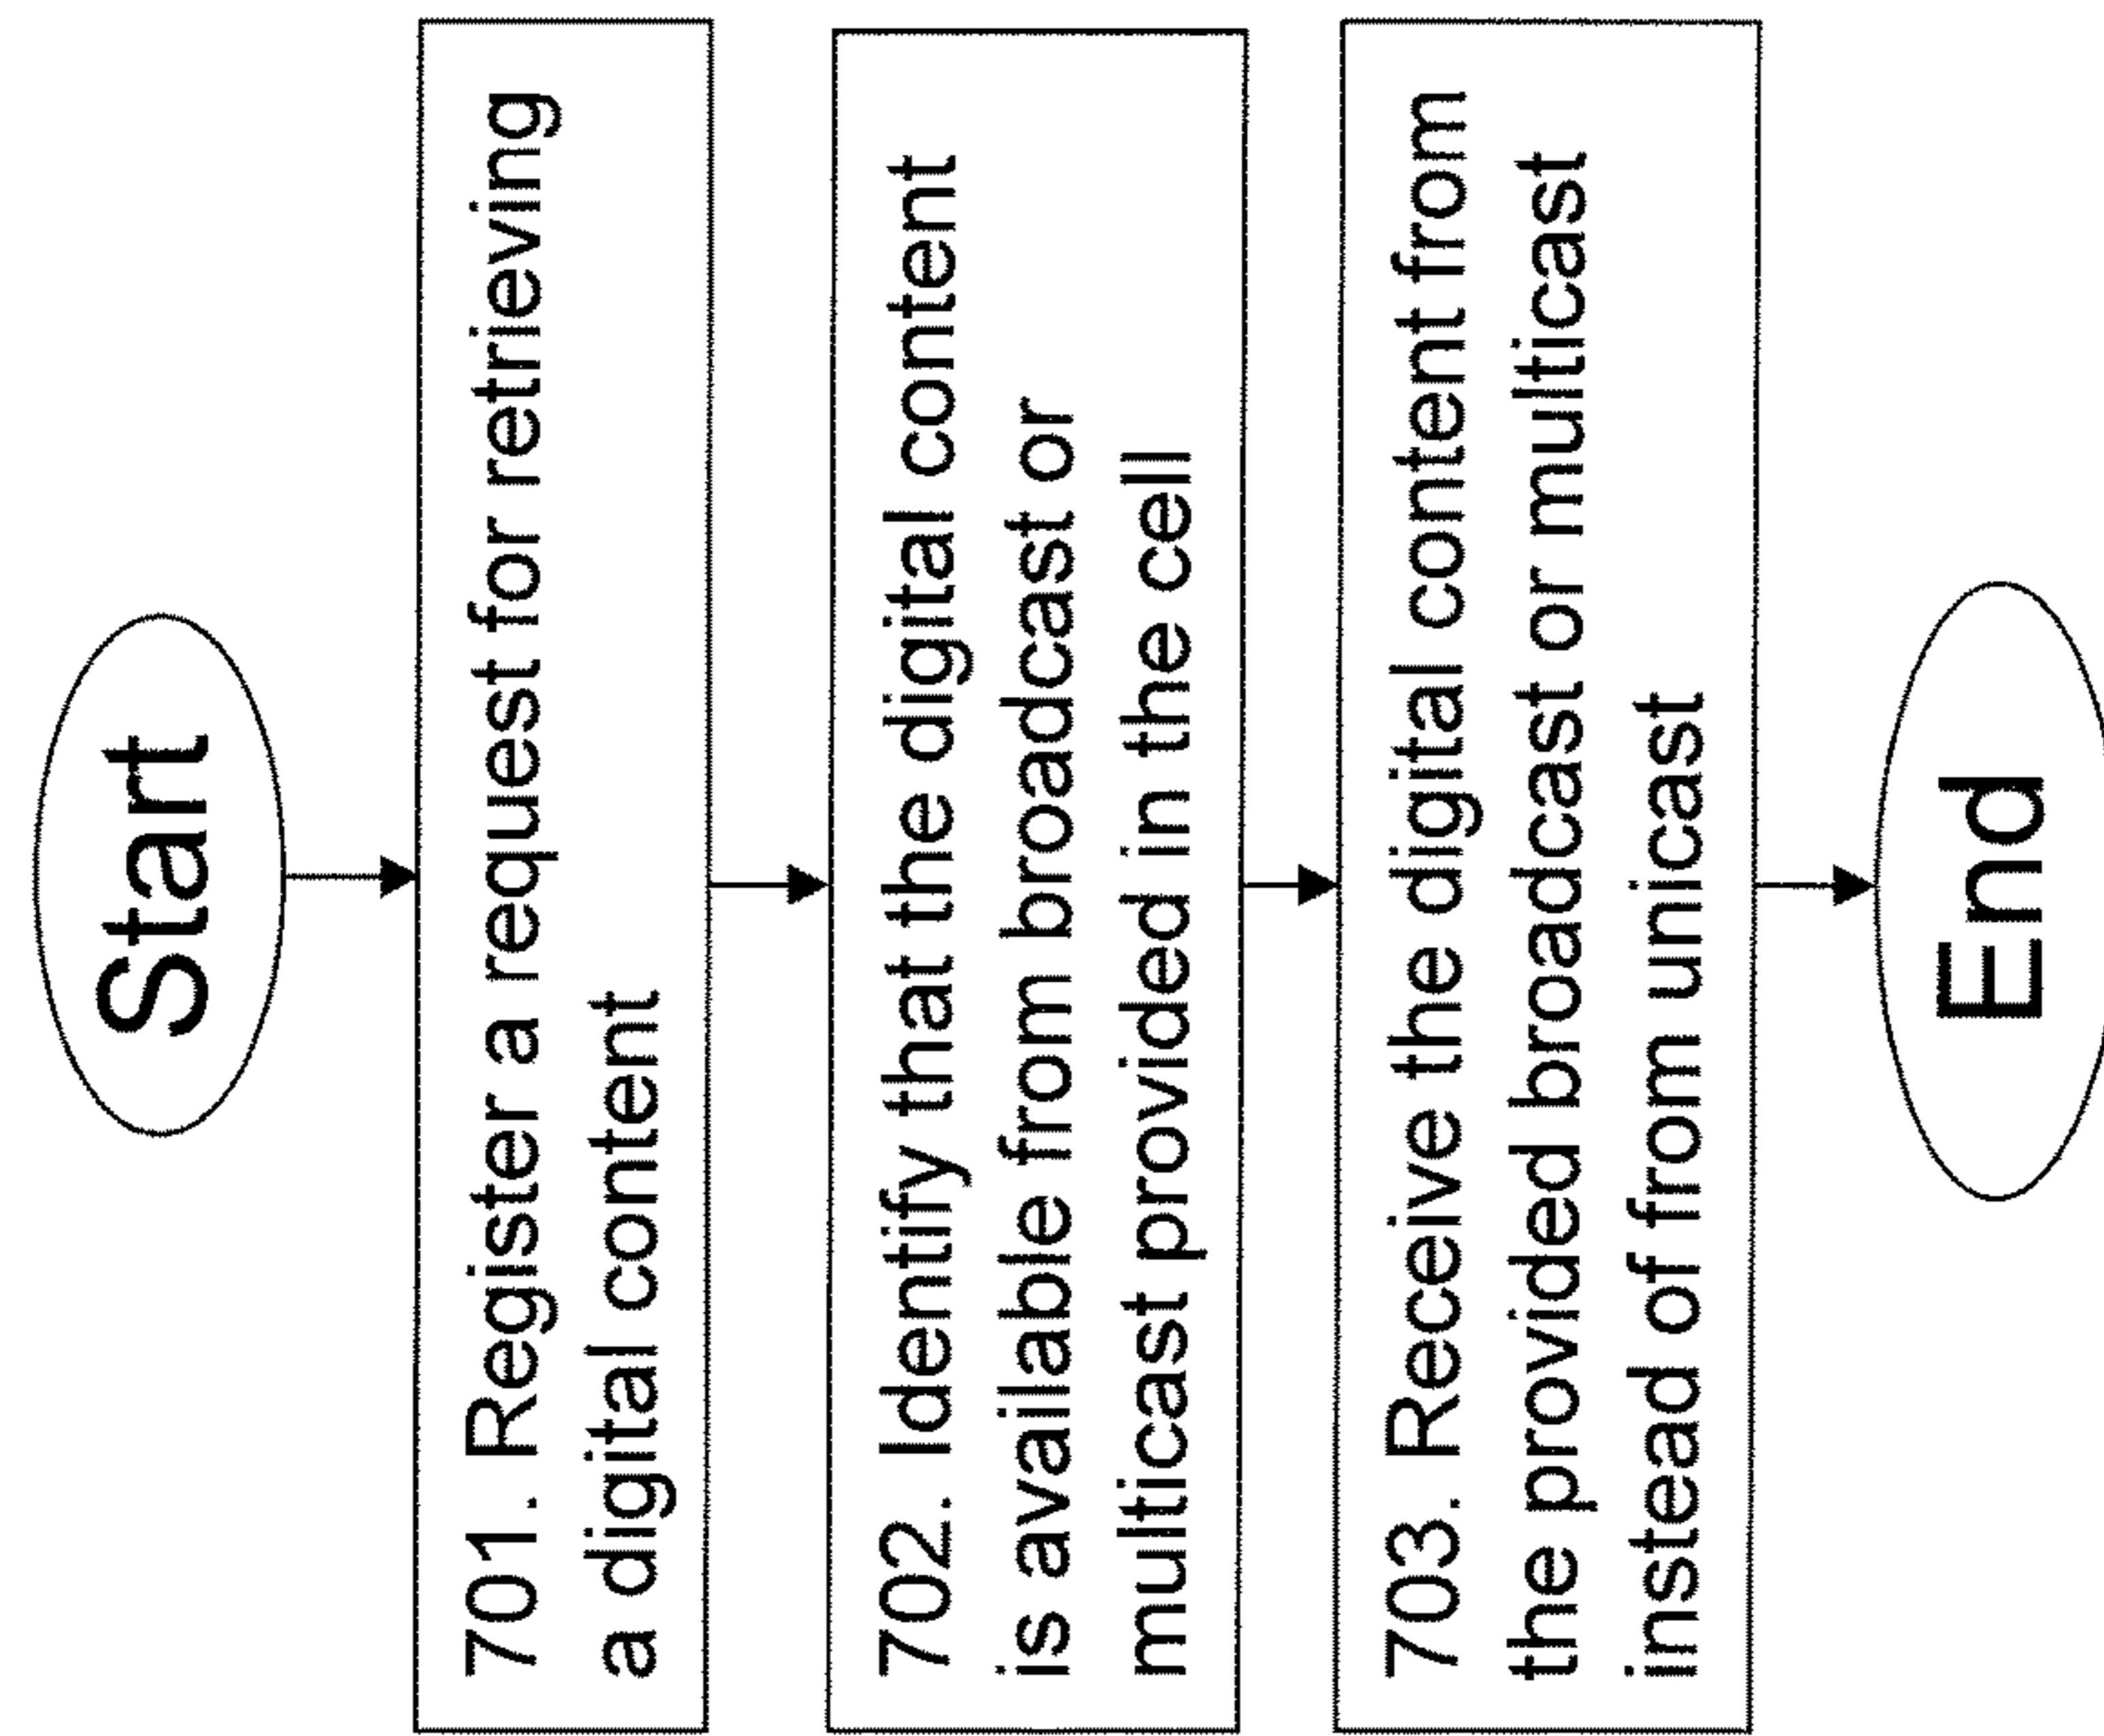 Start
701. Register a request for retrieving
a digital content
702. Identify that the digital content
is available from broadcast or
multicast provided in the cell
703. Receive the digital content from
the provided broadcast or multicast
instead of from unicast
End